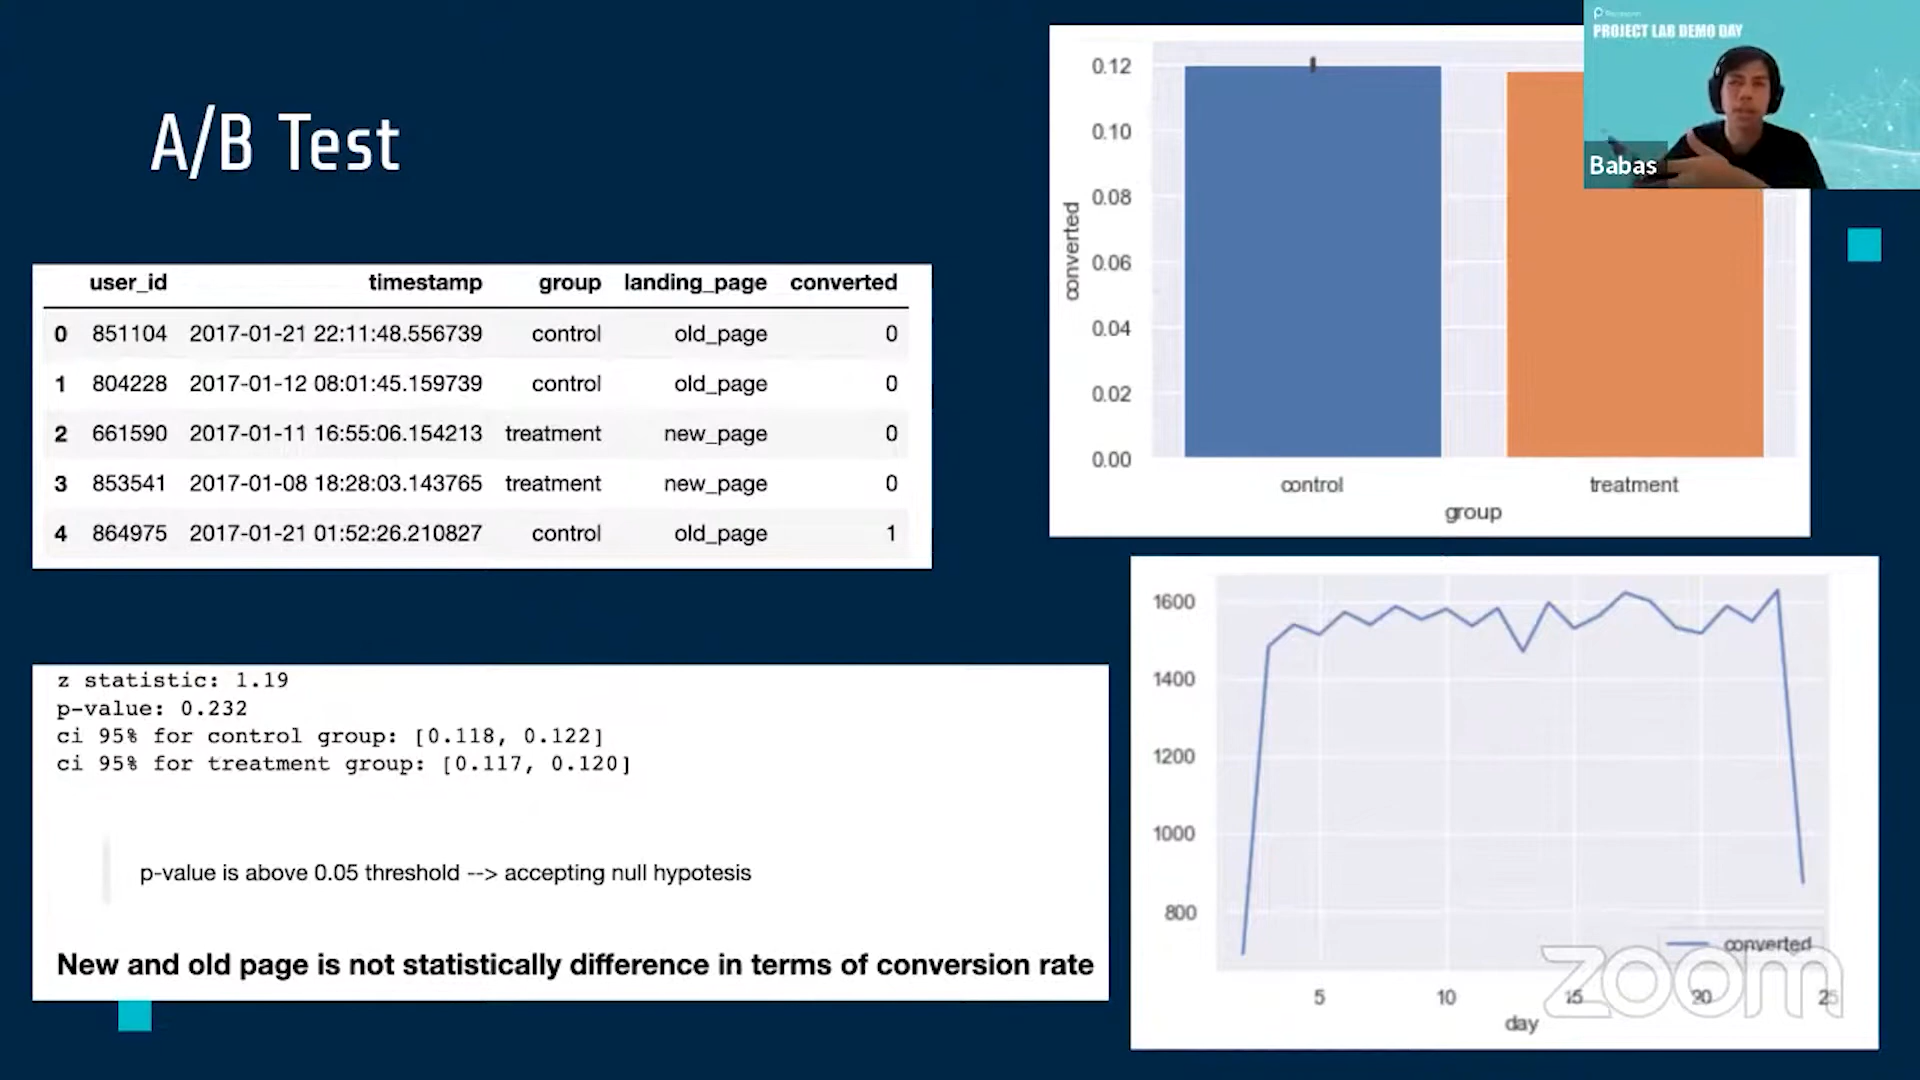 A/B Test
user_id timestamp group landing_page converted
0 851104 2017-01-21 22:11:48.556739 control old_page 0
1 804228 2017-01-12 08:01:45.159739 control old_page 0
2 661590 2017-01-11 16:55:06.154213 treatment new_page 0
3 853541 2017-01-08 18:28:03.143765 treatment new_page 0
4 864975 2017-01-21 01:52:26.210827 control old_page 1
z statistic: 1.19
p-value: 0.232
ci 95% for control group: [0.118, 0.122]
ci 95% for treatment group: [0.117, 0.120]
p-value is above 0.05 threshold --> accepting null hypotesis
New and old page is not statistically difference in terms of conversion rate
0.12
0.10
0.08
0.06
0.04
0.02
0.00
converted
control treatment
group
PROJECT LAB DEMO DAY
Babas
1600
1400
1200
1000
800
converted
5 10 15 20 25
day
zoom